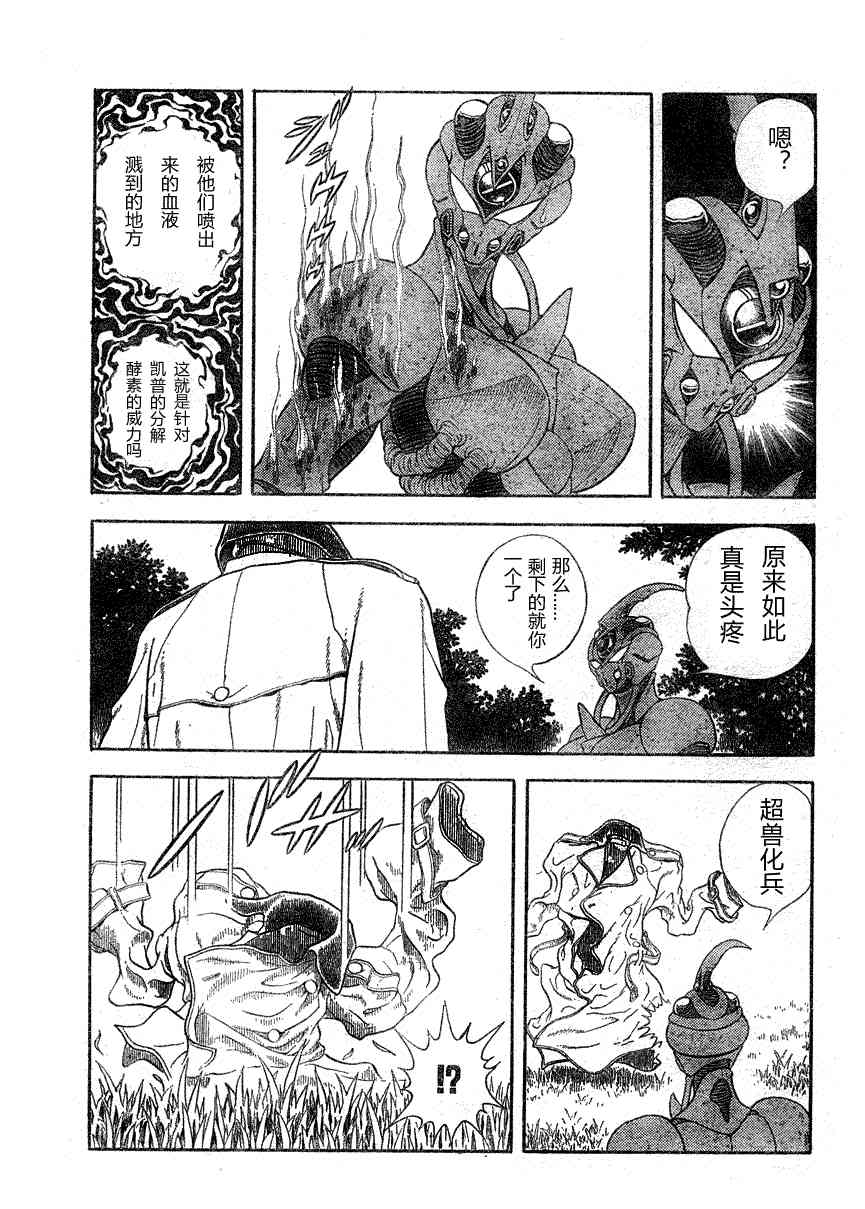 嗯？
被他们喷出
来的血液
溅到的地方
这就是针对
凯普的分解
酵素的威力吗
原来如此
真是头疼
那么……
剩下的就你
一个了
超兽化兵
!?